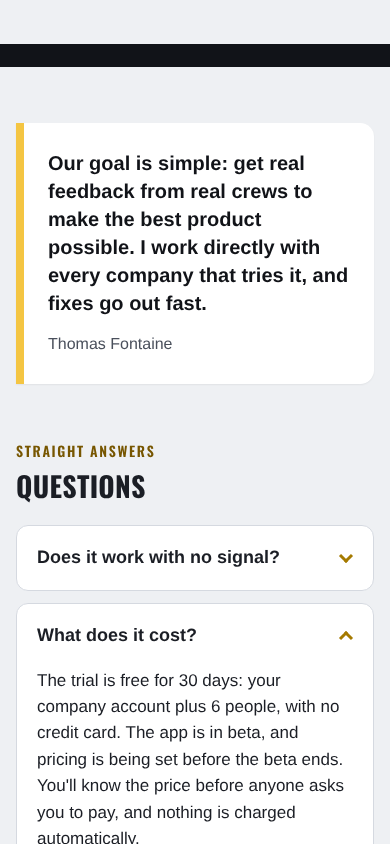 Our goal is simple: get real
feedback from real crews to
make the best product
possible. I work directly with
every company that tries it, and
fixes go out fast.
Thomas Fontaine
STRAIGHT ANSWERS
QUESTIONS
Does it work with no signal?
What does it cost?
The trial is free for 30 days: your
company account plus 6 people, with no
credit card. The app is in beta, and
pricing is being set before the beta ends.
You'll know the price before anyone asks
you to pay, and nothing is charged
automatically.